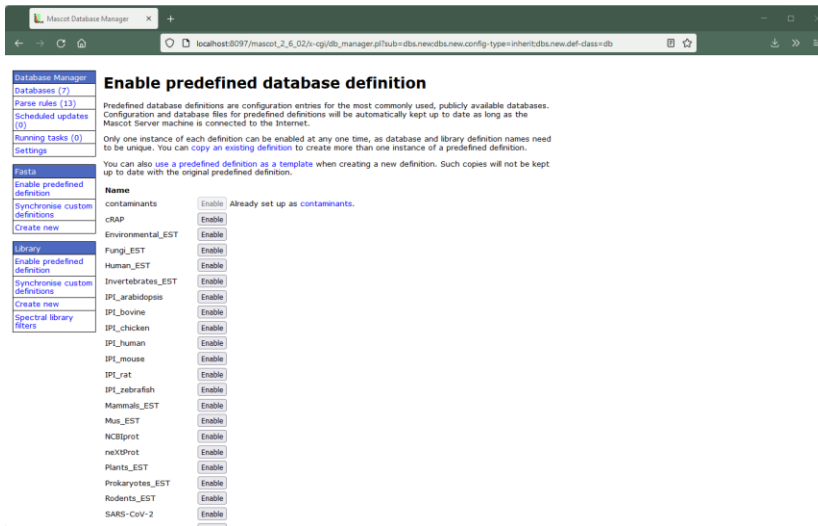 Mascot Database Manager
localhost:8097/mascot_2_6_02/x-cgi/db_manager.pl?sub=dbs.new;dbs.new.config-type=inherit;dbs.new.def-class=db
Database Manager
Databases (7)
Parse rules (13)
Scheduled updates
(0)
Running tasks (0)
Settings
Fasta
Enable predefined
definition
Synchronise custom
definitions
Create new
Library
Enable predefined
definition
Synchronise custom
definitions
Create new
Spectral library
filters
Enable predefined database definition
Predefined database definitions are configuration entries for the most commonly used, publicly available databases.
Configuration and database files for predefined definitions will be automatically kept up to date as long as the
Mascot Server machine is connected to the Internet.
Only one instance of each definition can be enabled at any one time, as database and library definition names need
to be unique. You can copy an existing definition to create more than one instance of a predefined definition.
You can also use a predefined definition as a template when creating a new definition. Such copies will not be kept
up to date with the original predefined definition.
Name
contaminants Enable Already set up as contaminants.
cRAP Enable
Environmental_EST Enable
Fungi_EST Enable
Human_EST Enable
Invertebrates_EST Enable
IPI_arabidopsis Enable
IPI_bovine Enable
IPI_chicken Enable
IPI_human Enable
IPI_mouse Enable
IPI_rat Enable
IPI_zebrafish Enable
Mammals_EST Enable
Mus_EST Enable
NCBIprot Enable
neXtProt Enable
Plants_EST Enable
Prokaryotes_EST Enable
Rodents_EST Enable
SARS-CoV-2 Enable